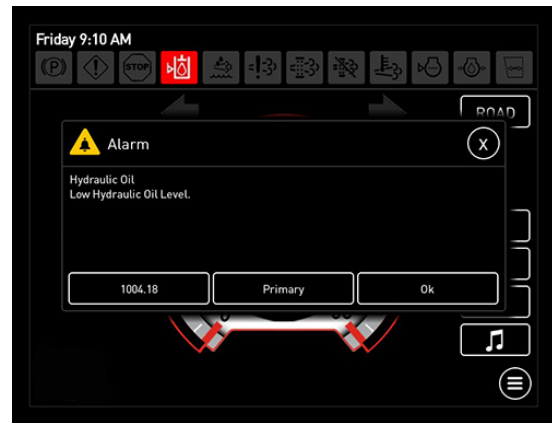 Friday 9:10 AM
(P)
STOP
ROAD
Alarm
X
Hydraulic Oil
Low Hydraulic Oil Level.
1004.18
Primary
Ok